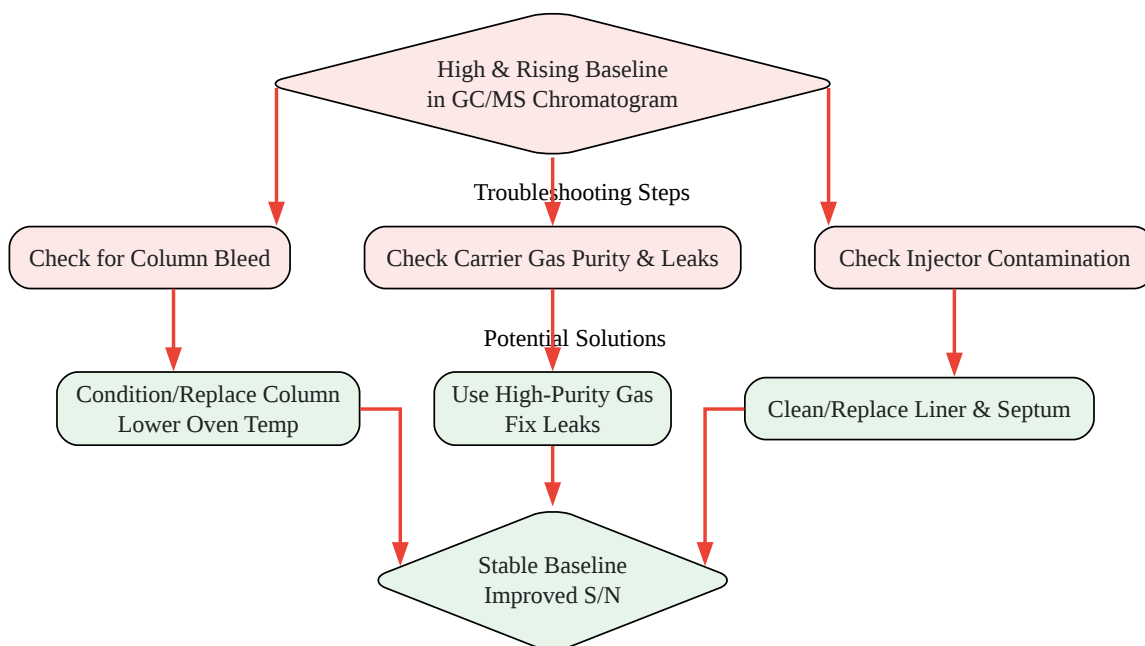 High & Rising Baseline
in GC/MS Chromatogram
Troubleshooting Steps
Check for Column Bleed
Check Carrier Gas Purity & Leaks
Check Injector Contamination
Potential Solutions
Condition/Replace Column
Lower Oven Temp
Use High-Purity Gas
Fix Leaks
Clean/Replace Liner & Septum
Stable Baseline
Improved S/N